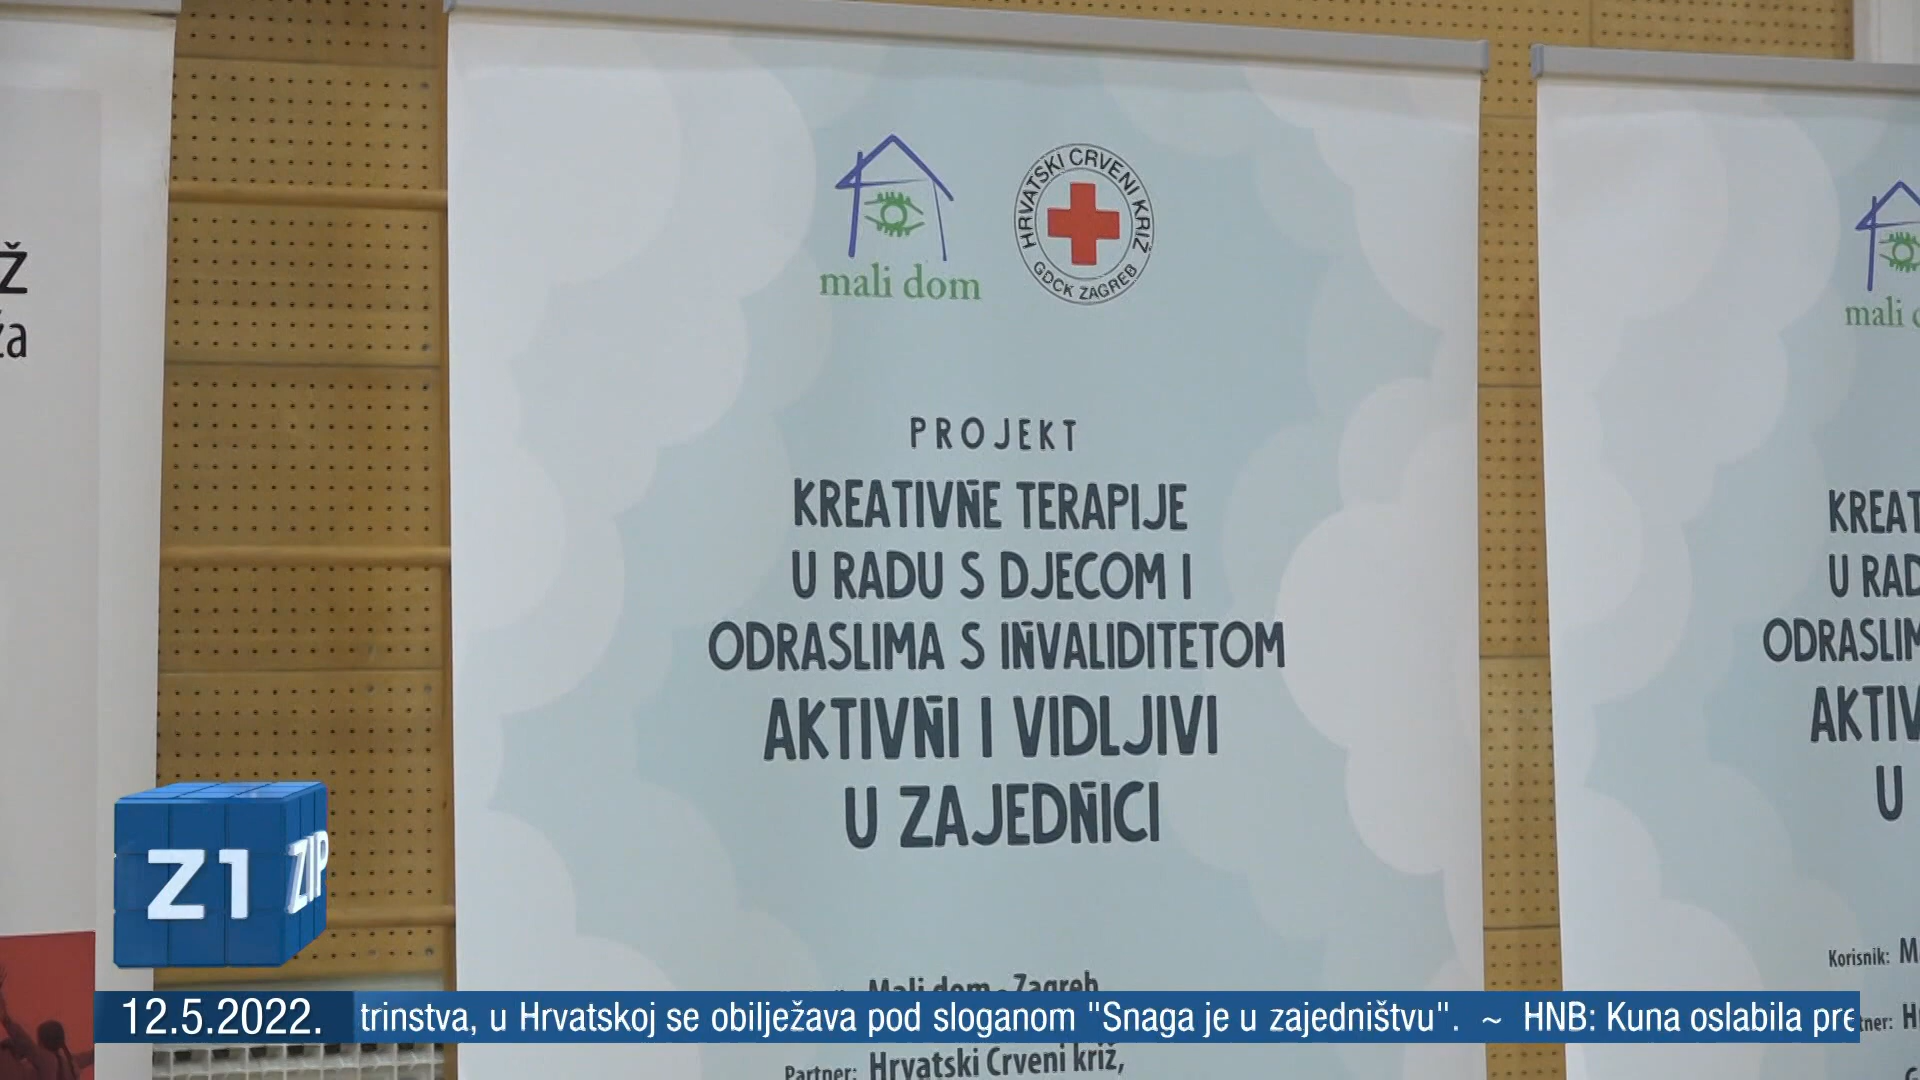 Ž
ža
mali dom
HRVATSKI CRVENI KRIŽ
GDCK ZAGREB
PROJEKT
KREATIVNE TERAPIJE
U RADU S DJECOM I
ODRASLIMA S INVALIDITETOM
AKTIVNI I VIDLJIVI
U ZAJEDNICI
Mali dom - Zagreb
Partner: Hrvatski Crveni križ,
mali
KREAT
U RAD
ODRASLIM
AKTIV
U
Korisnik: M
Z1
ZIP
12.5.2022.
trinstva, u Hrvatskoj se obilježava pod sloganom "Snaga je u zajedništvu". ~ HNB: Kuna oslabila pre
tner: H